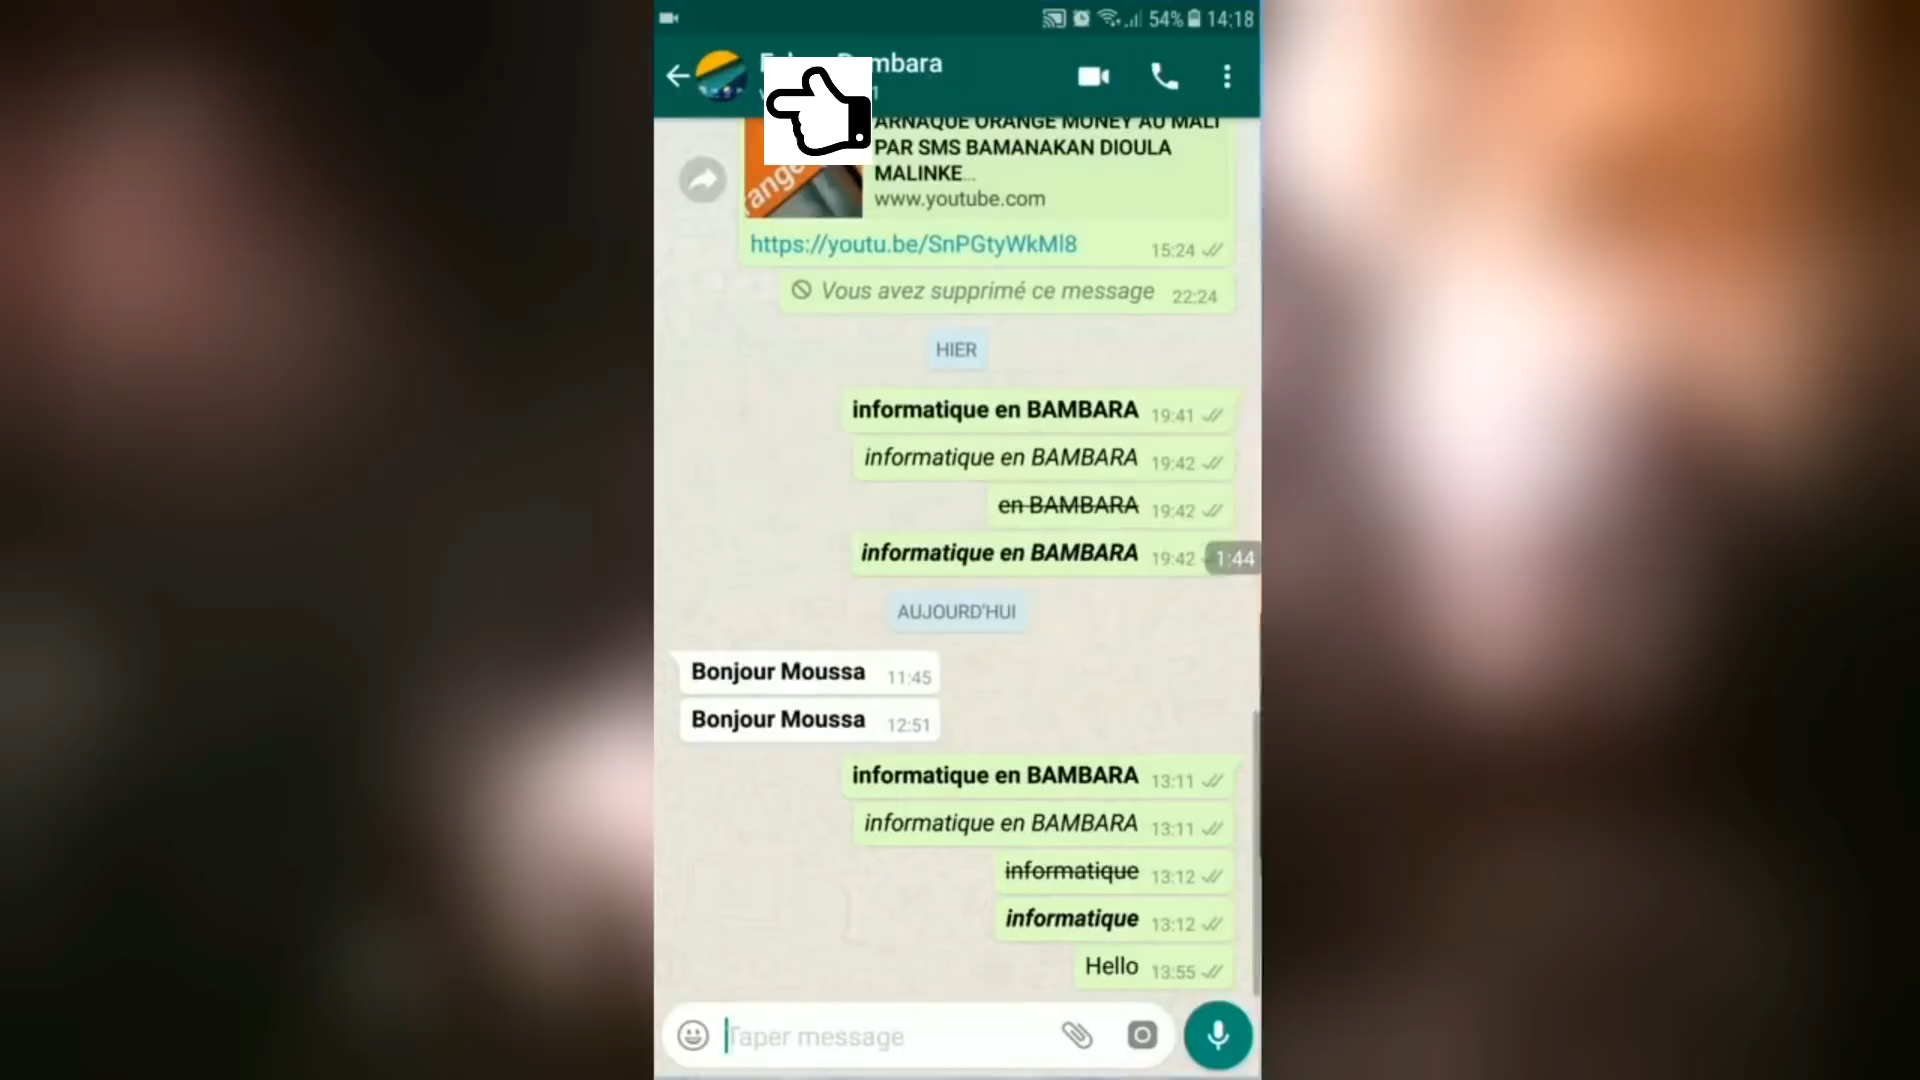 54% 14:18
mbara
ARNAQUE ORANGE MONEY AU MALI
PAR SMS BAMANAKAN DIOULA
MALINKE...
www.youtube.com
https://youtu.be/SnPGtyWkMl8 15:24
Vous avez supprimé ce message 22:24
HIER
informatique en BAMBARA 19:41
informatique en BAMBARA 19:42
en BAMBARA 19:42
informatique en BAMBARA 19:42
1:44
AUJOURD'HUI
Bonjour Moussa 11:45
Bonjour Moussa 12:51
informatique en BAMBARA 13:11
informatique en BAMBARA 13:11
informatique 13:12
informatique 13:12
Hello 13:55
Taper message